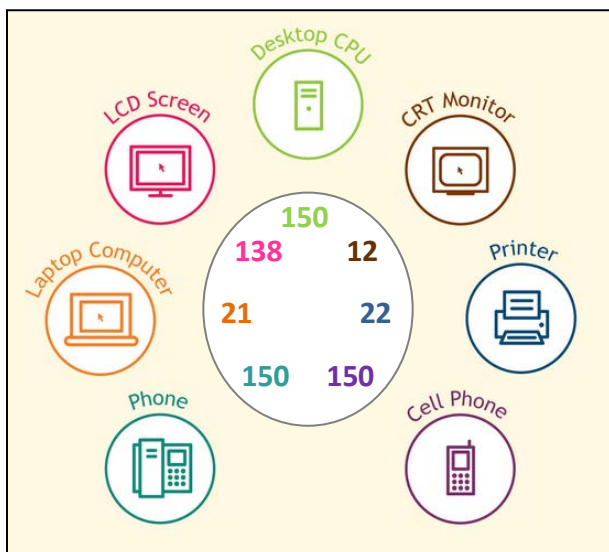 Desktop CPU
LCD Screen
CRT Monitor
150
138
12
Laptop Computer
Printer
21
22
150
150
Phone
Cell Phone